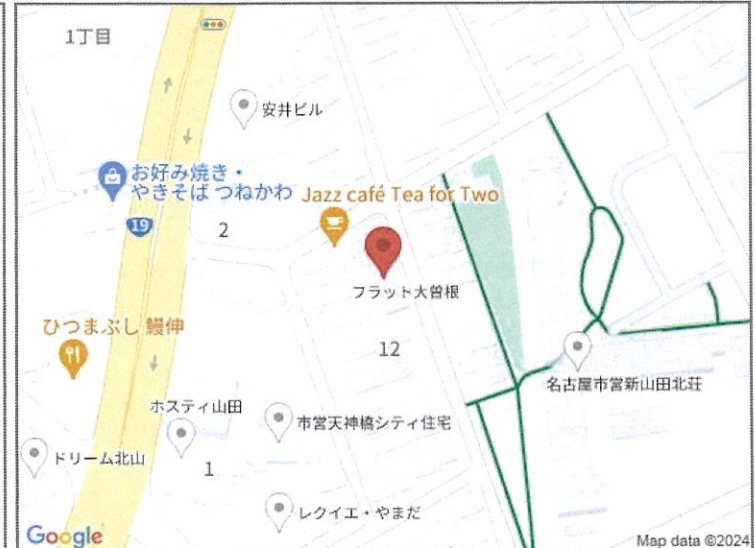 1丁目
安井ビル
お好み焼き・
やきそば つねかわ
Jazz café Tea for Two
19
2
フラット大曽根
ひつまぶし 鰻伸
12
名古屋市営新山田北荘
ホスティ山田
市営天神橋シティ住宅
ドリーム北山
1
レクイエ・やまだ
Google
Map data ©2024